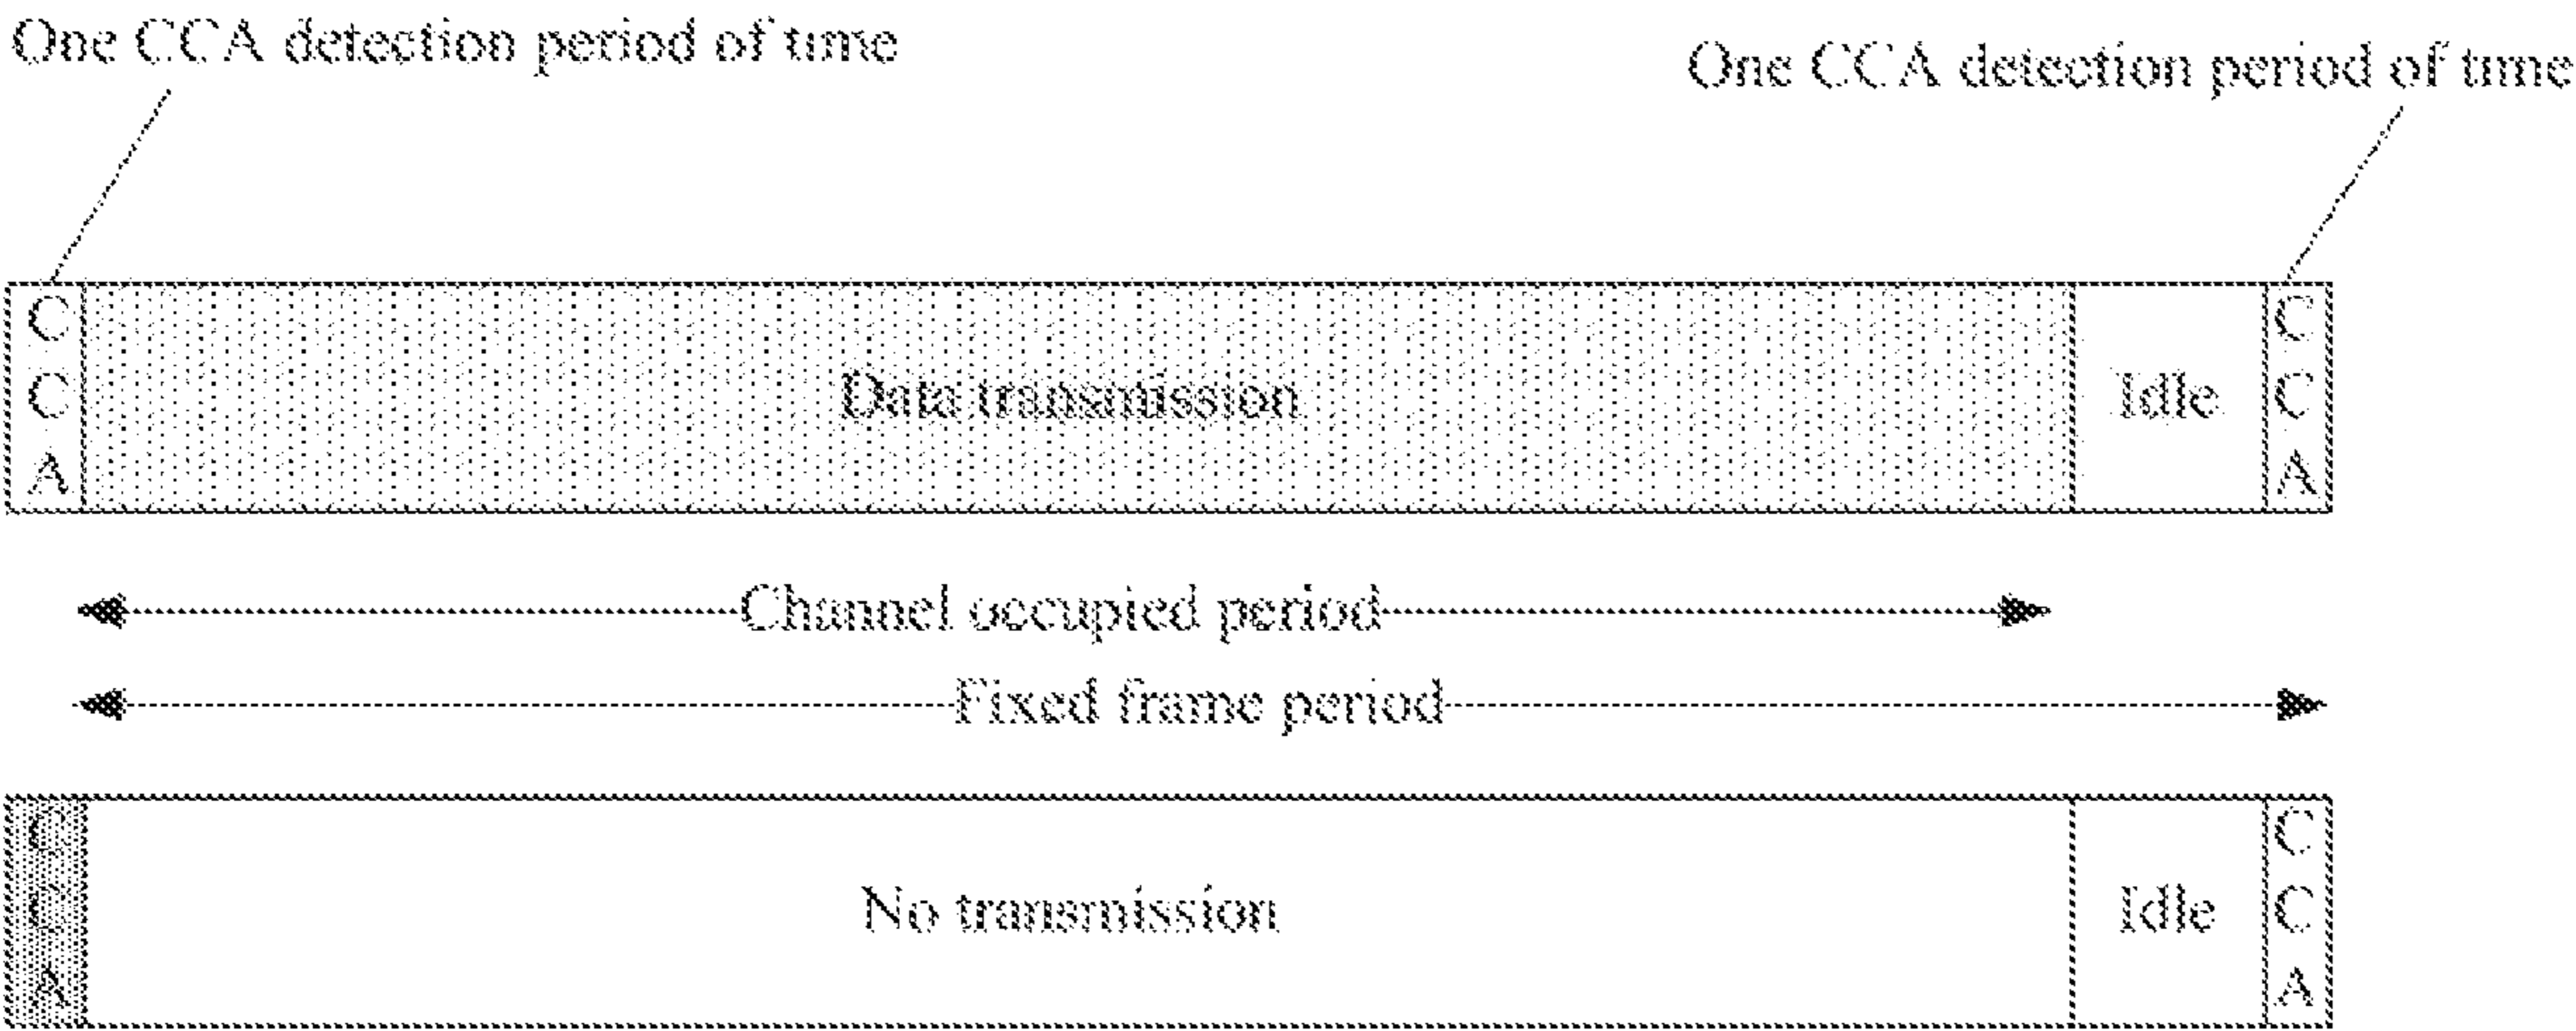 One CCA detection period of time
One CCA detection period of time
C
C
A
Data transmission
Idle
C
C
A
Channel occupied period
Fixed frame period
C
C
A
No transmission
Idle
C
C
A